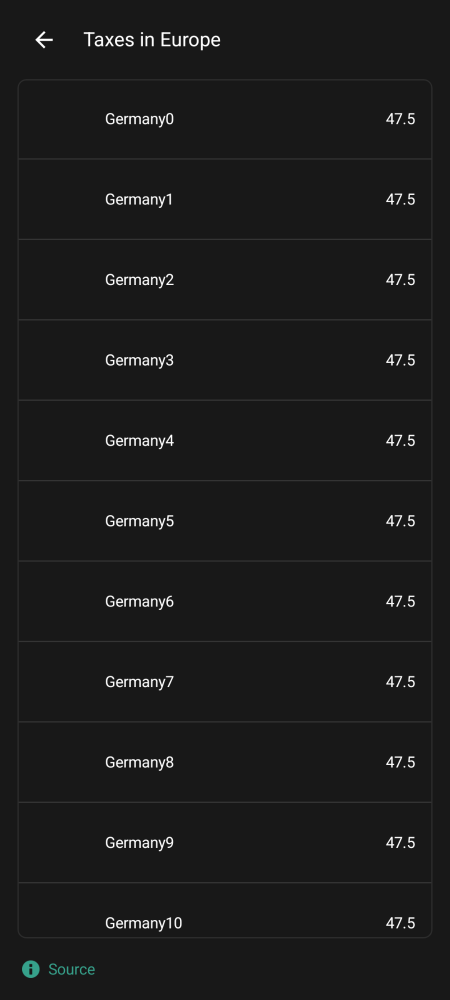 Taxes in Europe
Germany0 47.5
Germany1 47.5
Germany2 47.5
Germany3 47.5
Germany4 47.5
Germany5 47.5
Germany6 47.5
Germany7 47.5
Germany8 47.5
Germany9 47.5
Germany10 47.5
Source